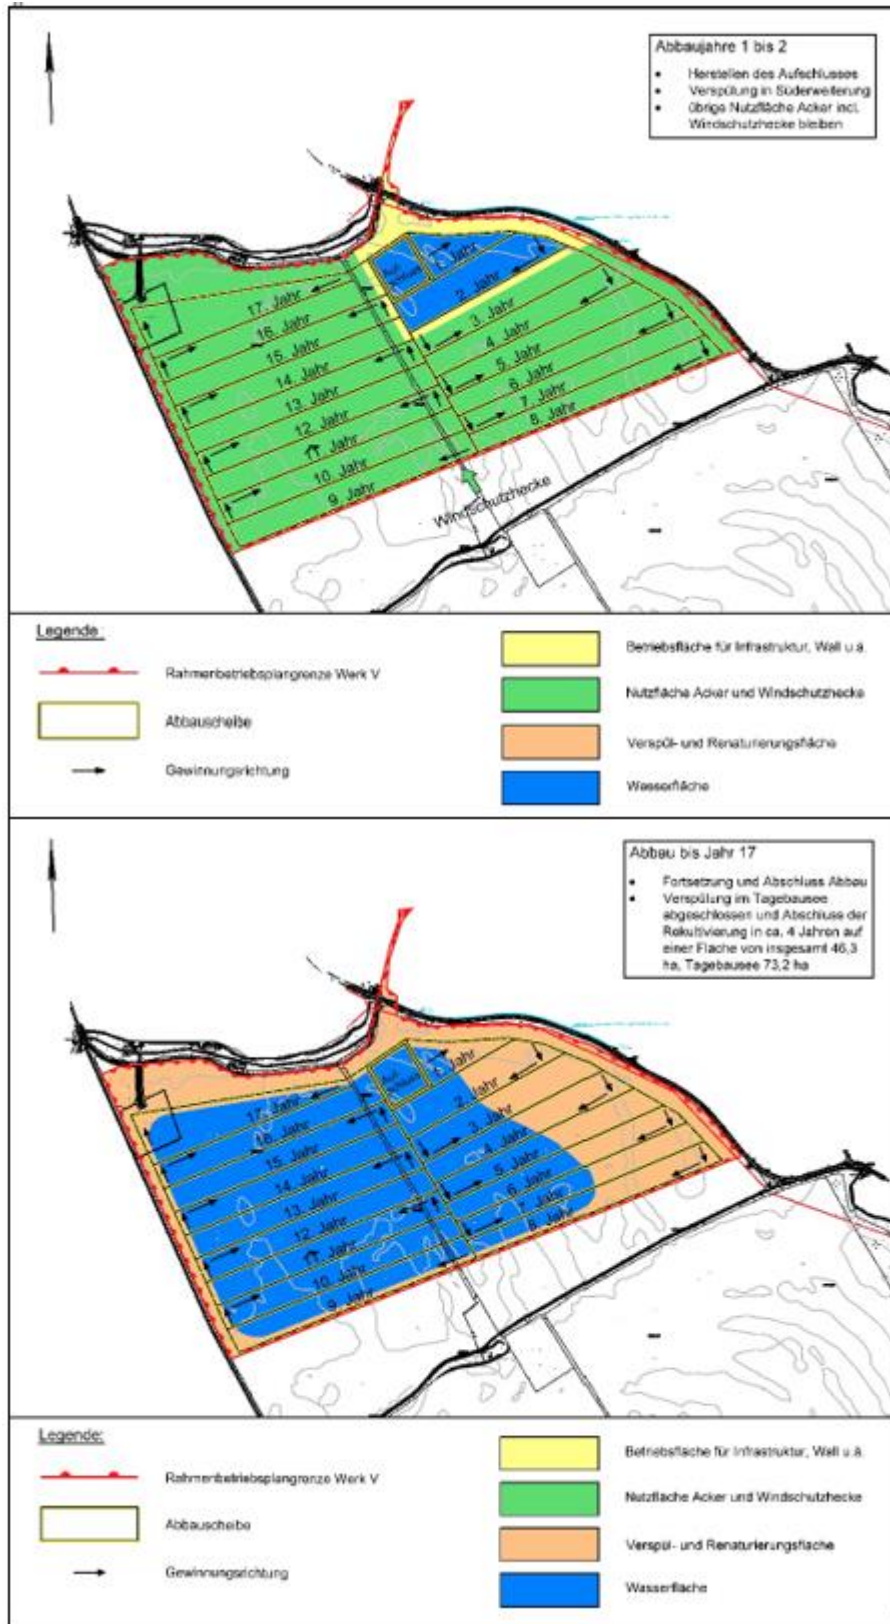 Abbaujahre 1 bis 2
• Herstellen des Aufschlusses
• Verspülung in Süderweiterung
• übrige Nutzfläche Acker incl.
Windschutzhecke bleiben
1. Jahr
2. Jahr
17. Jahr
16. Jahr
15. Jahr
14. Jahr
13. Jahr
12. Jahr
11. Jahr
10. Jahr
9. Jahr
3. Jahr
4. Jahr
5. Jahr
6. Jahr
7. Jahr
8. Jahr
Windschutzhecke
Legende:
Rahmenbetriebsplangrenze Werk V
Abbauscheibe
Gewinnungsrichtung
Betriebsfläche für Infrastruktur, Wall u.ä.
Nutzfläche Acker und Windschutzhecke
Verspül- und Renaturierungsfläche
Wasserfläche
Abbau bis Jahr 17
• Fortsetzung und Abschluss Abbau
• Verspülung im Tagebausee
abgeschlossen und Abschluss der
Rekultivierung in ca. 4 Jahren auf
einer Fläche von insgesamt 46,3
ha, Tagebausee 73,2 ha
1. Jahr
2. Jahr
17. Jahr
16. Jahr
15. Jahr
14. Jahr
13. Jahr
12. Jahr
11. Jahr
10. Jahr
9. Jahr
3. Jahr
4. Jahr
5. Jahr
6. Jahr
7. Jahr
8. Jahr
Legende:
Rahmenbetriebsplangrenze Werk V
Abbauscheibe
Gewinnungsrichtung
Betriebsfläche für Infrastruktur, Wall u.ä.
Nutzfläche Acker und Windschutzhecke
Verspül- und Renaturierungsfläche
Wasserfläche